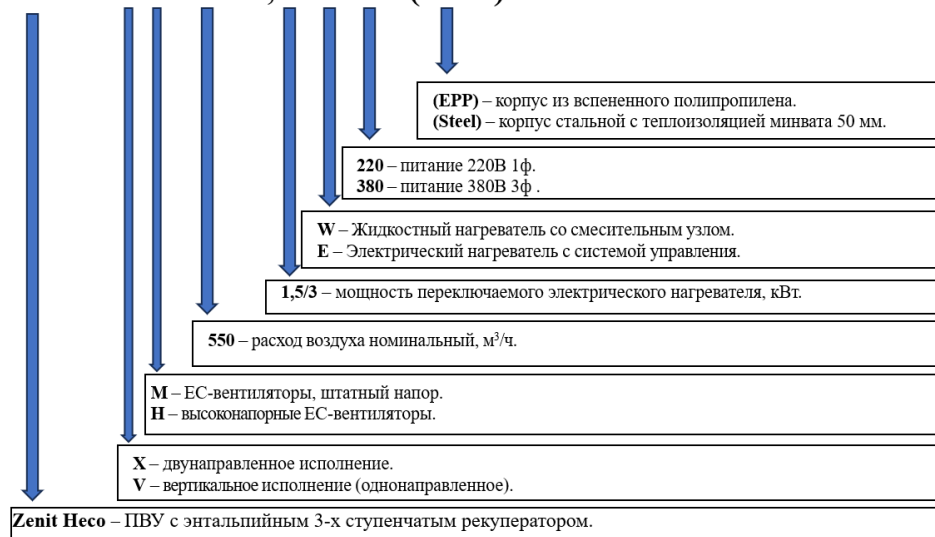 (EPP) – корпус из вспененного полипропилена.
(Steel) – корпус стальной с теплоизоляцией минвата 50 мм.
220 – питание 220В 1ф.
380 – питание 380В 3ф .
W – Жидкостный нагреватель со смесительным узлом.
E – Электрический нагреватель с системой управления.
1,5/3 – мощность переключаемого электрического нагревателя, кВт.
550 – расход воздуха номинальный, м³/ч.
M – ЕС-вентиляторы, штатный напор.
H – высоконапорные ЕС-вентиляторы.
X – двунаправленное исполнение.
V – вертикальное исполнение (однонаправленное).
Zenit Heco – ПВУ с энтальпийным 3-х ступенчатым рекуператором.